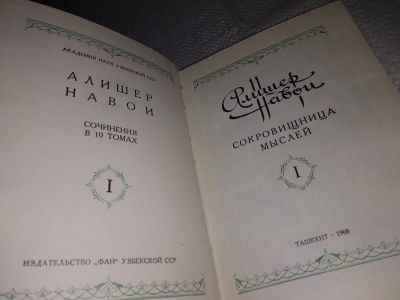 АКАДЕМИЯ НАУК УЗБЕКСКОЙ ССР
АЛИШЕР
НАВОИ
СОЧИНЕНИЯ
В 10 ТОМАХ
I
ИЗДАТЕЛЬСТВО „ФАН" УЗБЕКСКОЙ ССР
Алишер
Навои
СОКРОВИЩНИЦА
МЫСЛЕЙ
I
ТАШКЕНТ · 1968